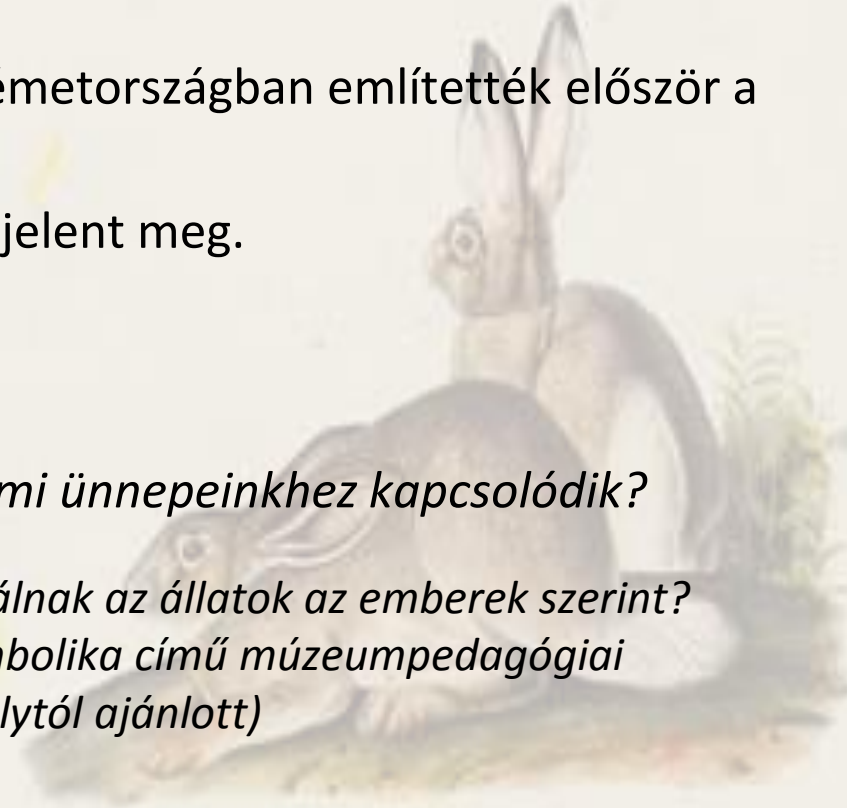 émetországban említették először a
jelent meg.
mi ünnepeinkhez kapcsolódik?
álnak az állatok az emberek szerint?
nbolika című múzeumpedagógiai
lytól ajánlott)